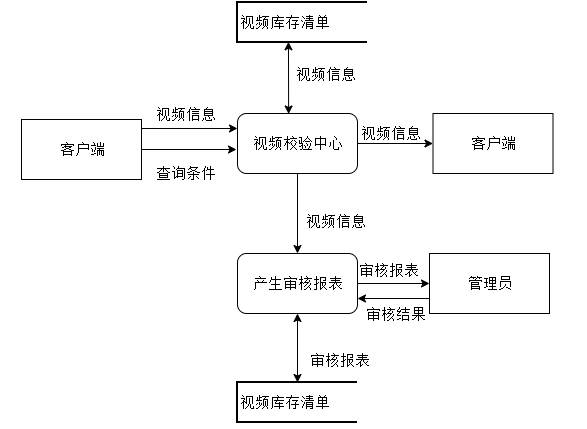 视频库存清单
视频信息
视频信息
客户端
查询条件
视频校验中心
视频信息
客户端
视频信息
产生审核报表
审核报表
管理员
审核结果
审核报表
视频库存清单